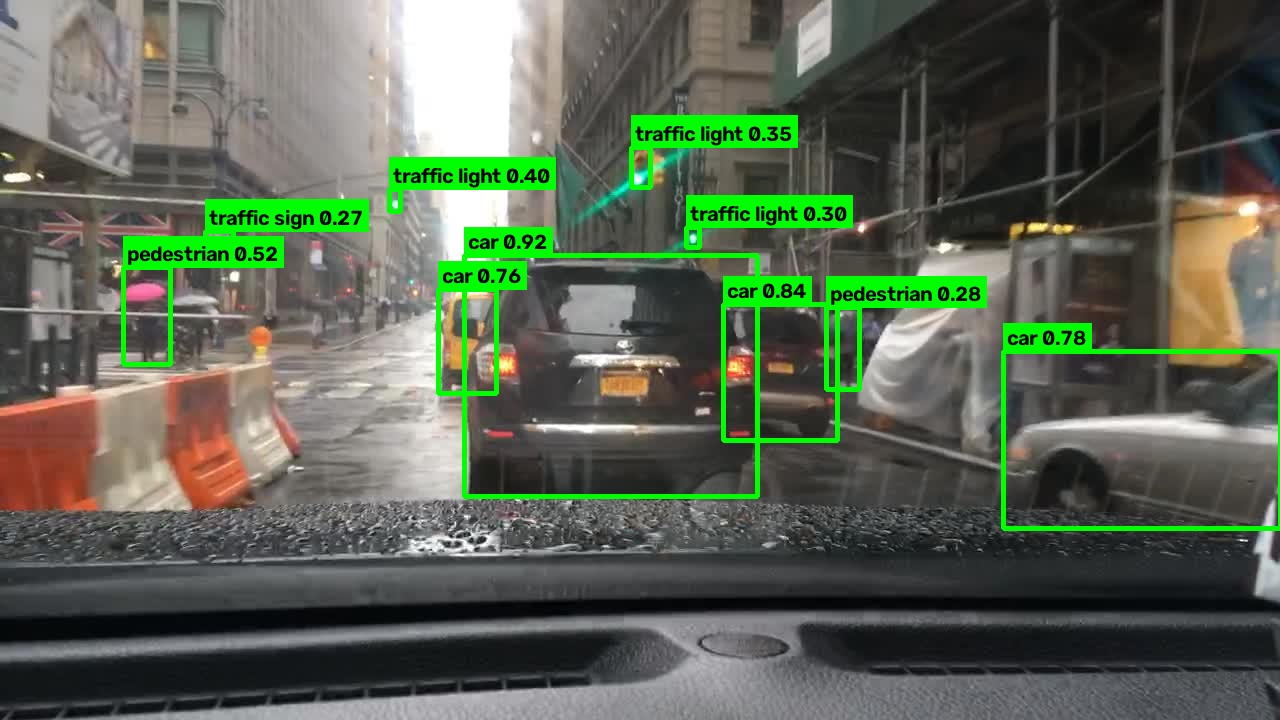 traffic light 0.35
traffic light 0.40
traffic sign 0.27
traffic light 0.30
pedestrian 0.52
car 0.92
car 0.76
car 0.84
pedestrian 0.28
car 0.78
THE